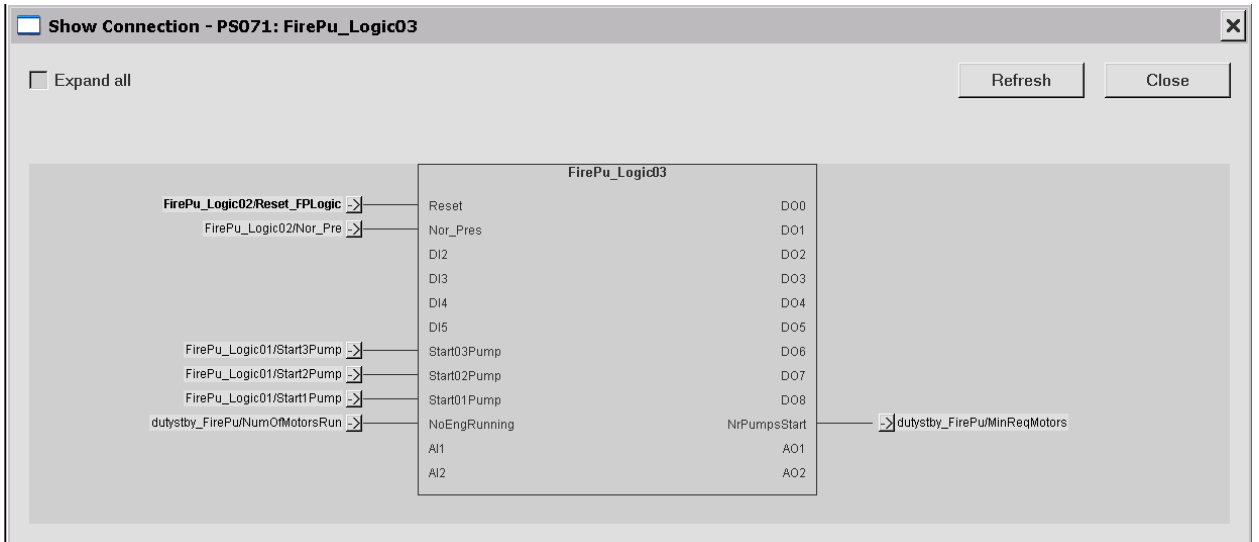 Show Connection - PS071: FirePu_Logic03
Expand all
Refresh Close
FirePu_Logic03
FirePu_Logic02/Reset_FPLogic -> Reset DO0
FirePu_Logic02/Nor_Pre -> Nor_Pres DO1
DI2 DO2
DI3 DO3
DI4 DO4
DI5 DO5
FirePu_Logic01/Start3Pump -> Start03Pump DO6
FirePu_Logic01/Start2Pump -> Start02Pump DO7
FirePu_Logic01/Start1Pump -> Start01Pump DO8
dutystby_FirePu/NumOfMotorsRun -> NoEngRunning NrPumpsStart -> dutystby_FirePu/MinReqMotors
AI1 AO1
AI2 AO2